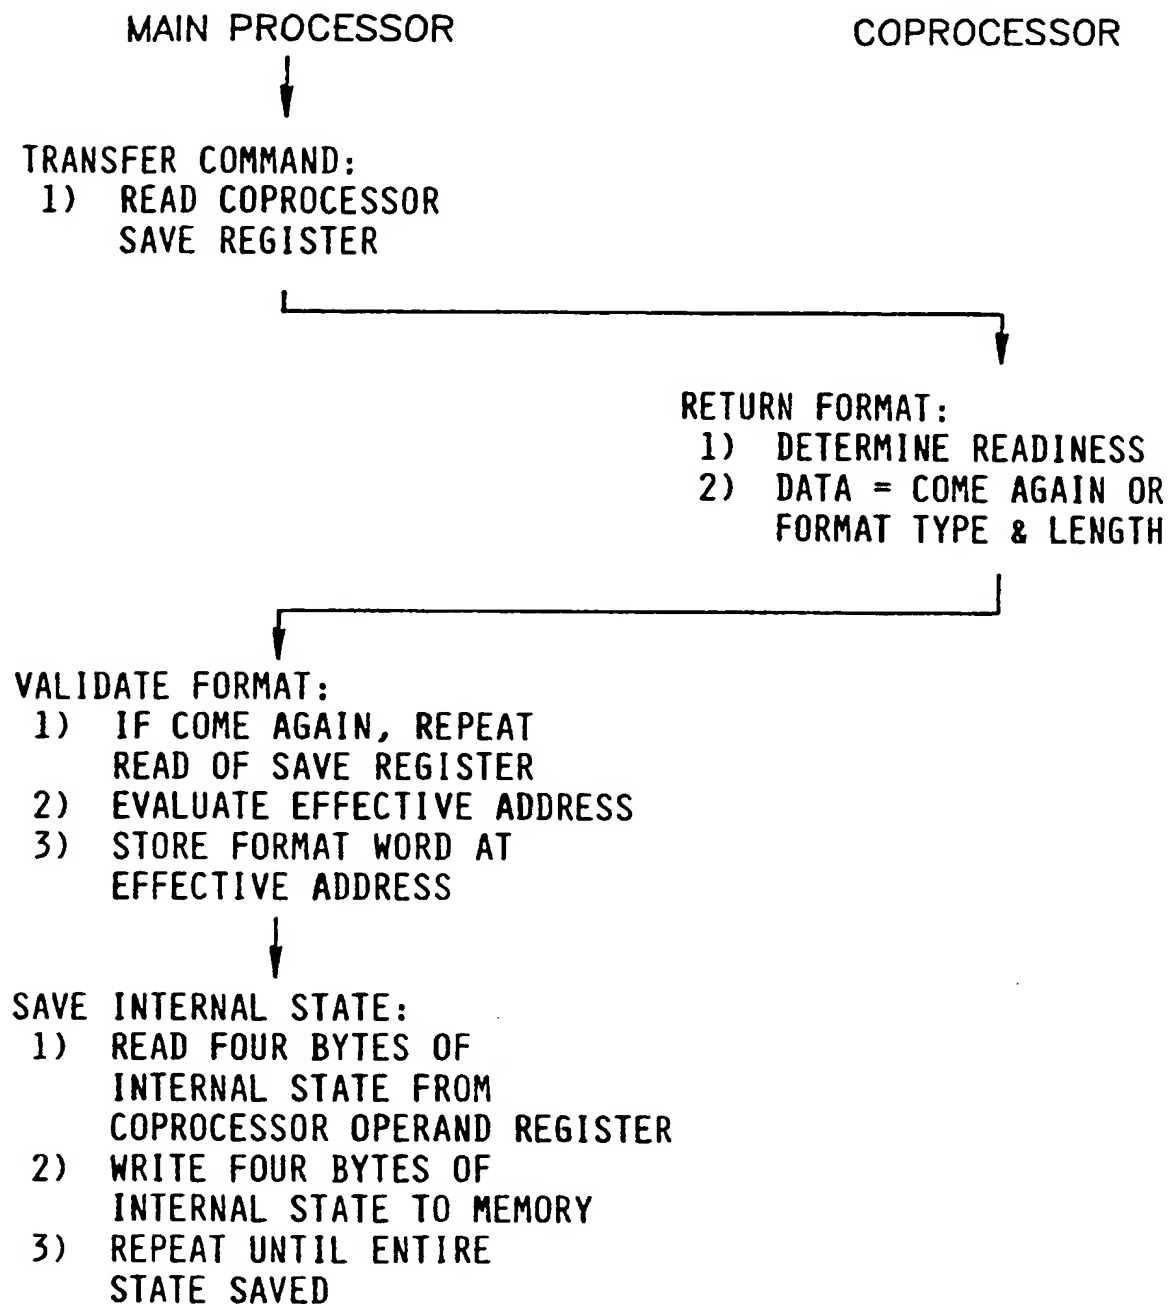 MAIN PROCESSOR
COPROCESSOR
TRANSFER COMMAND:
1) READ COPROCESSOR
SAVE REGISTER
RETURN FORMAT:
1) DETERMINE READINESS
2) DATA = COME AGAIN OR
FORMAT TYPE & LENGTH
VALIDATE FORMAT:
1) IF COME AGAIN, REPEAT
READ OF SAVE REGISTER
2) EVALUATE EFFECTIVE ADDRESS
3) STORE FORMAT WORD AT
EFFECTIVE ADDRESS
SAVE INTERNAL STATE:
1) READ FOUR BYTES OF
INTERNAL STATE FROM
COPROCESSOR OPERAND REGISTER
2) WRITE FOUR BYTES OF
INTERNAL STATE TO MEMORY
3) REPEAT UNTIL ENTIRE
STATE SAVED